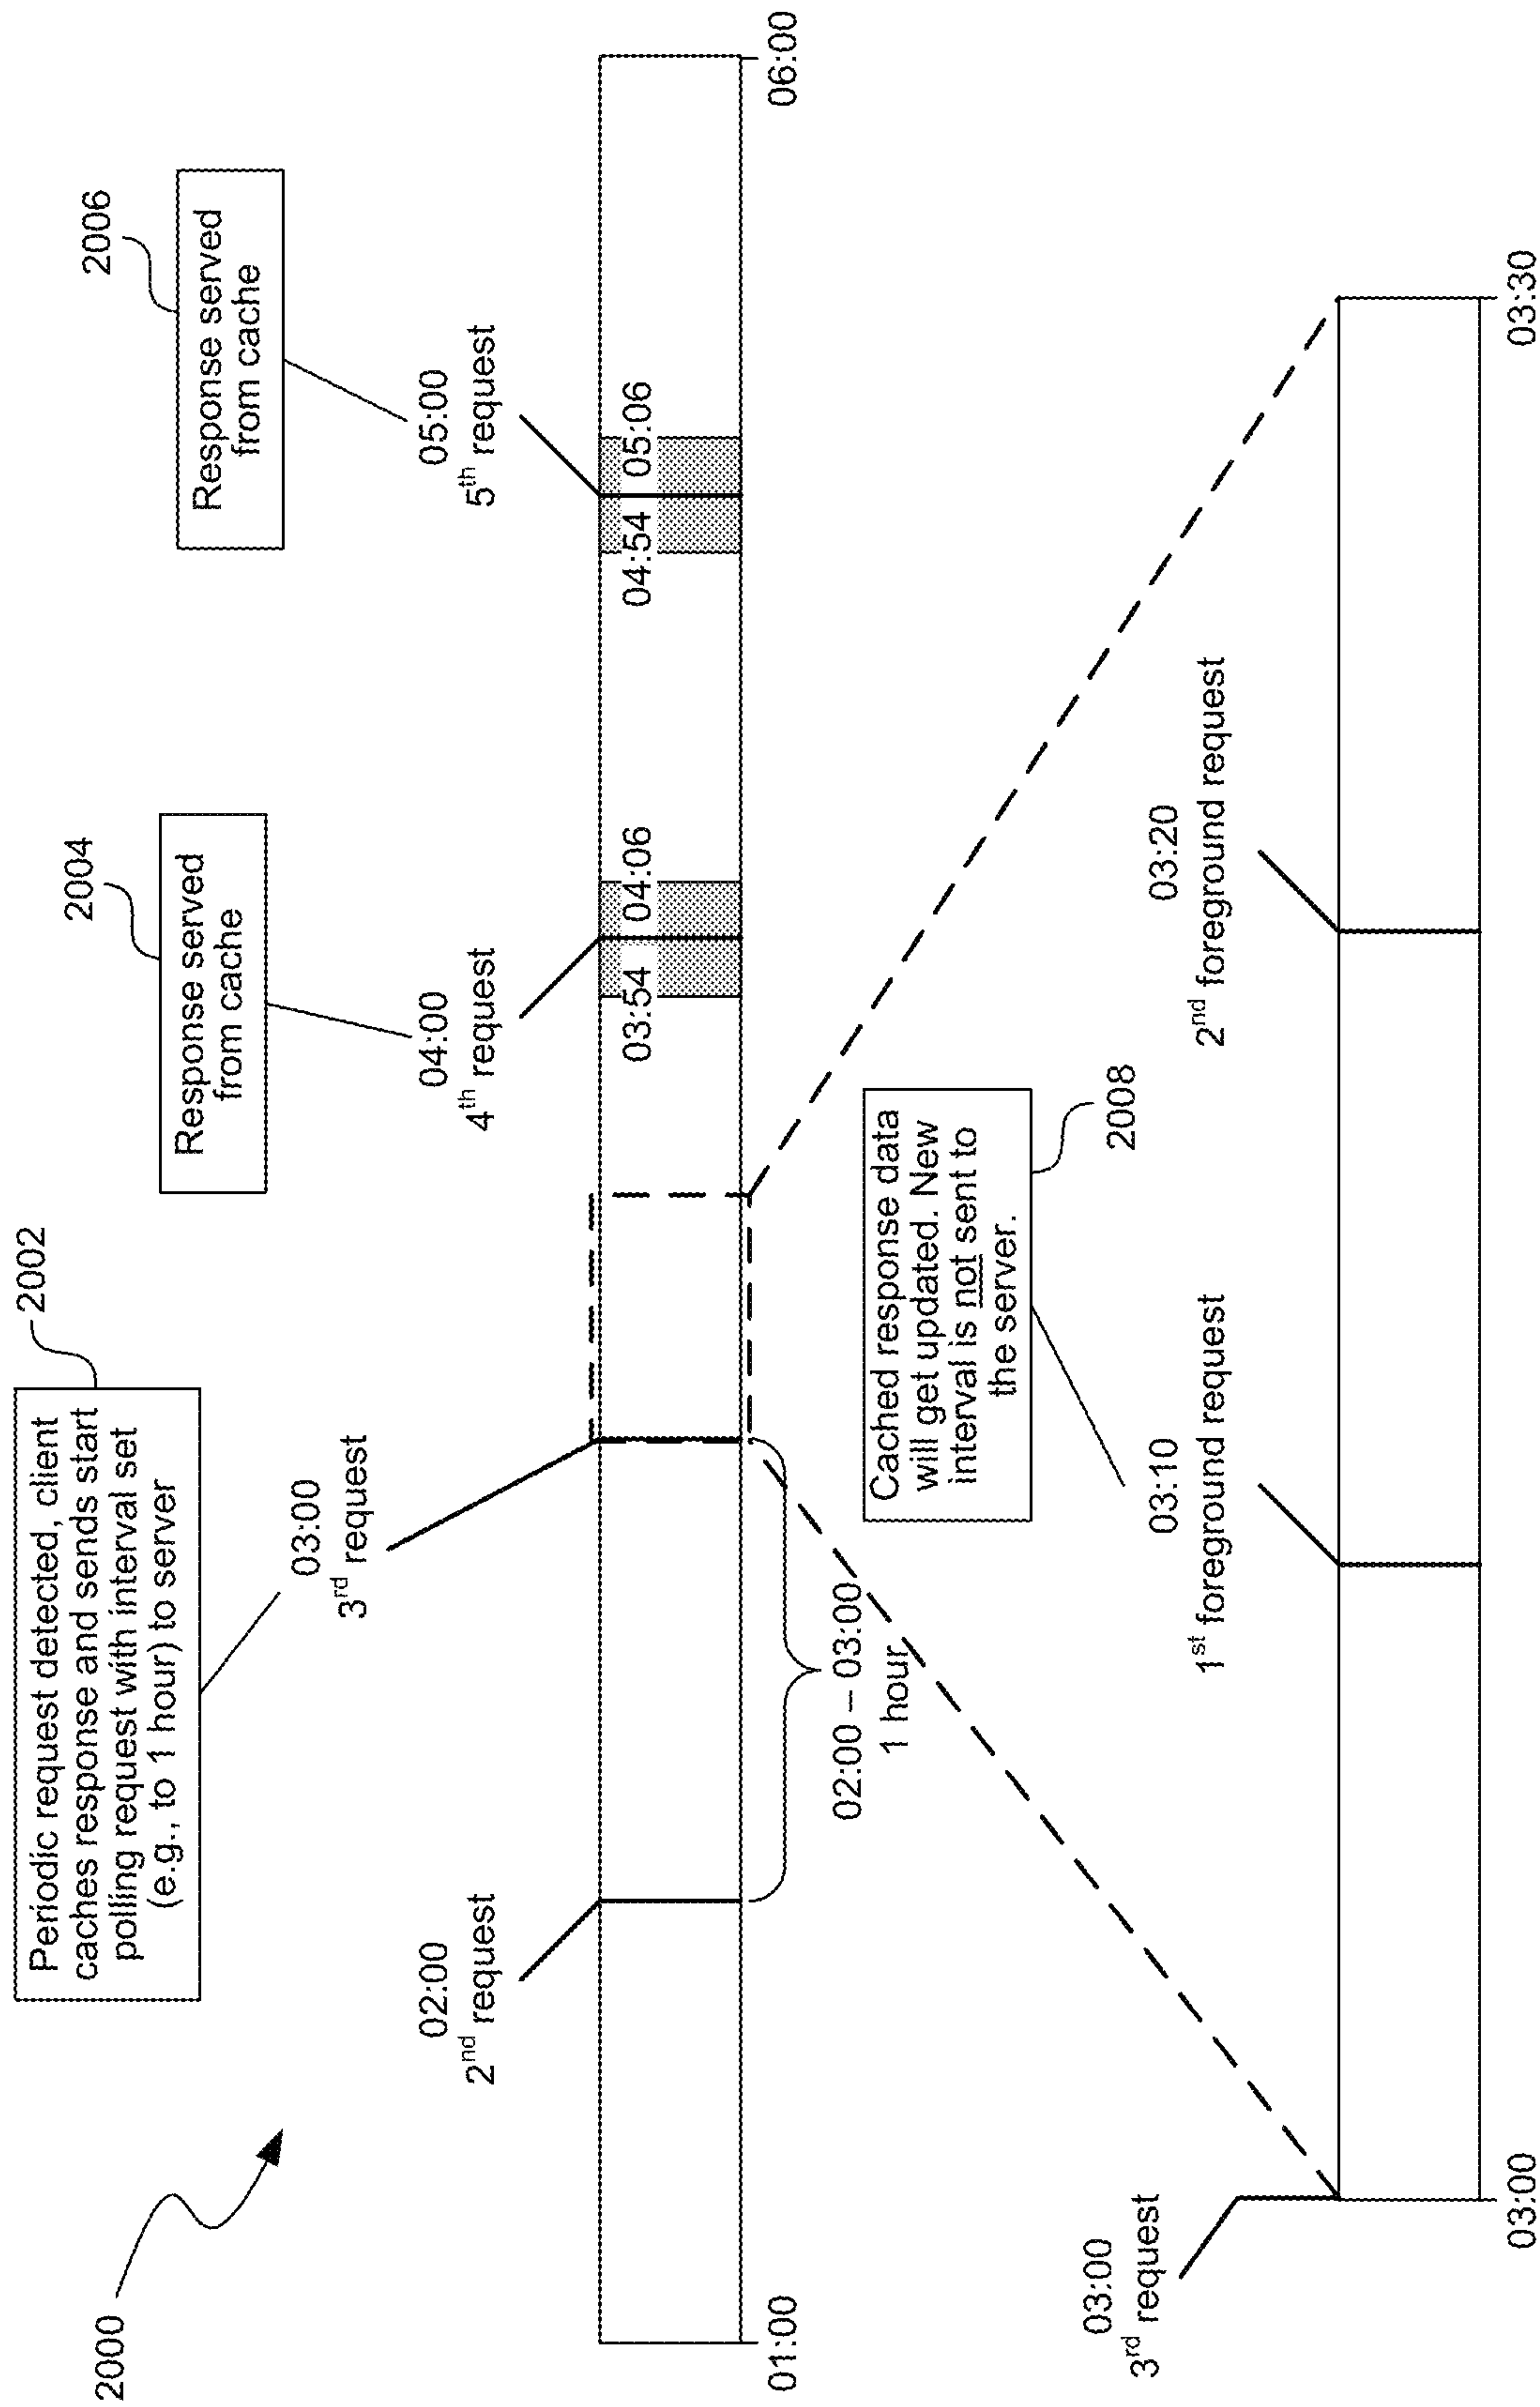 2000
Periodic request detected, client
caches response and sends start
polling request with interval set
(e.g., to 1 hour) to server
2002
Response served
from cache
2004
Response served
from cache
2006
02:00
2nd request
03:00
3rd request
04:00
4th request
05:00
5th request
03:54
04:06
04:54
05:06
01:00
06:00
02:00 – 03:00
1 hour
Cached response data
will get updated. New
interval is not sent to
the server.
2008
03:00
3rd request
03:10
1st foreground request
03:20
2nd foreground request
03:00
03:30